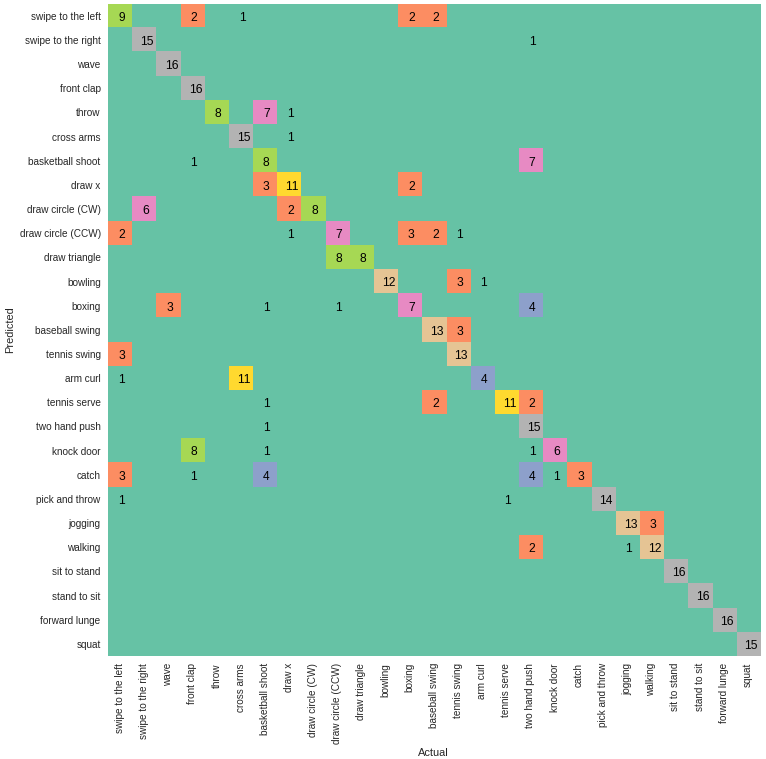 swipe to the left 9 2 1 2 2
swipe to the right 15 1
wave 16
front clap 16
throw 8 7 1
cross arms 15 1
basketball shoot 1 8 7
draw x 3 11 2
draw circle (CW) 6 2 8
draw circle (CCW) 2 1 7 3 2 1
draw triangle 8 8
bowling 12 3 1
boxing 3 1 1 7 4
baseball swing 13 3
tennis swing 3 13
arm curl 1 11 4
tennis serve 1 2 11 2
two hand push 1 15
knock door 8 1 1 6
catch 3 1 4 4 1 3
pick and throw 1 1 14
jogging 13 3
walking 2 1 12
sit to stand 16
stand to sit 16
forward lunge 16
squat 15
Predicted
swipe to the left
swipe to the right
wave
front clap
throw
cross arms
basketball shoot
draw x
draw circle (CW)
draw circle (CCW)
draw triangle
bowling
boxing
baseball swing
tennis swing
arm curl
tennis serve
two hand push
knock door
catch
pick and throw
jogging
walking
sit to stand
stand to sit
forward lunge
squat
Actual